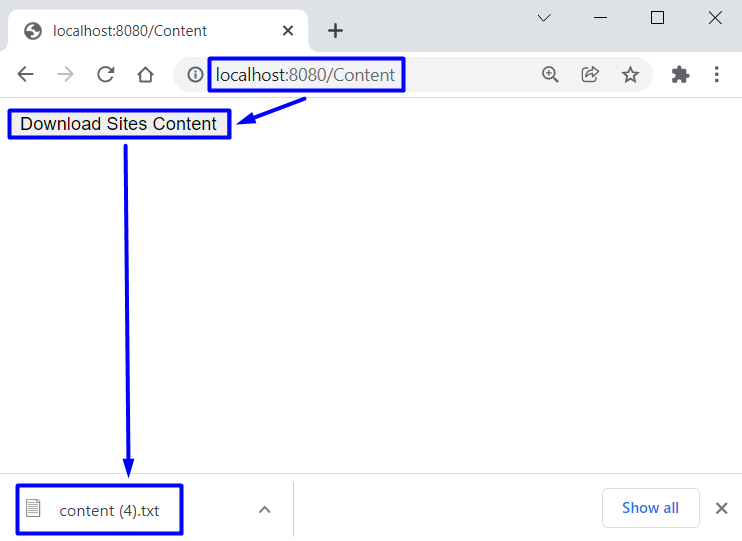 localhost:8080/Content
localhost:8080/Content
Download Sites Content
content (4).txt
Show all